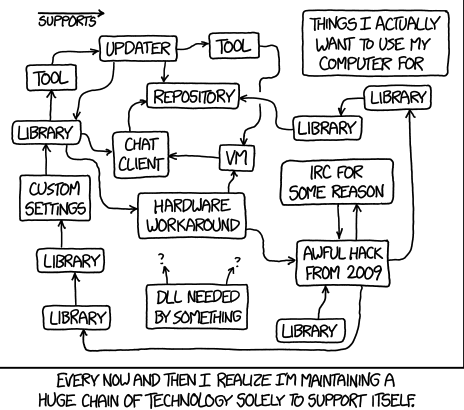 SUPPORTS
THINGS I ACTUALLY
WANT TO USE MY
COMPUTER FOR
UPDATER
TOOL
TOOL
REPOSITORY
LIBRARY
LIBRARY
LIBRARY
CHAT
CLIENT
VM
IRC FOR
SOME REASON
CUSTOM
SETTINGS
HARDWARE
WORKAROUND
AWFUL HACK
FROM 2009
LIBRARY
?
?
DLL NEEDED
BY SOMETHING
LIBRARY
LIBRARY
EVERY NOW AND THEN I REALIZE I'M MAINTAINING A
HUGE CHAIN OF TECHNOLOGY SOLELY TO SUPPORT ITSELF.